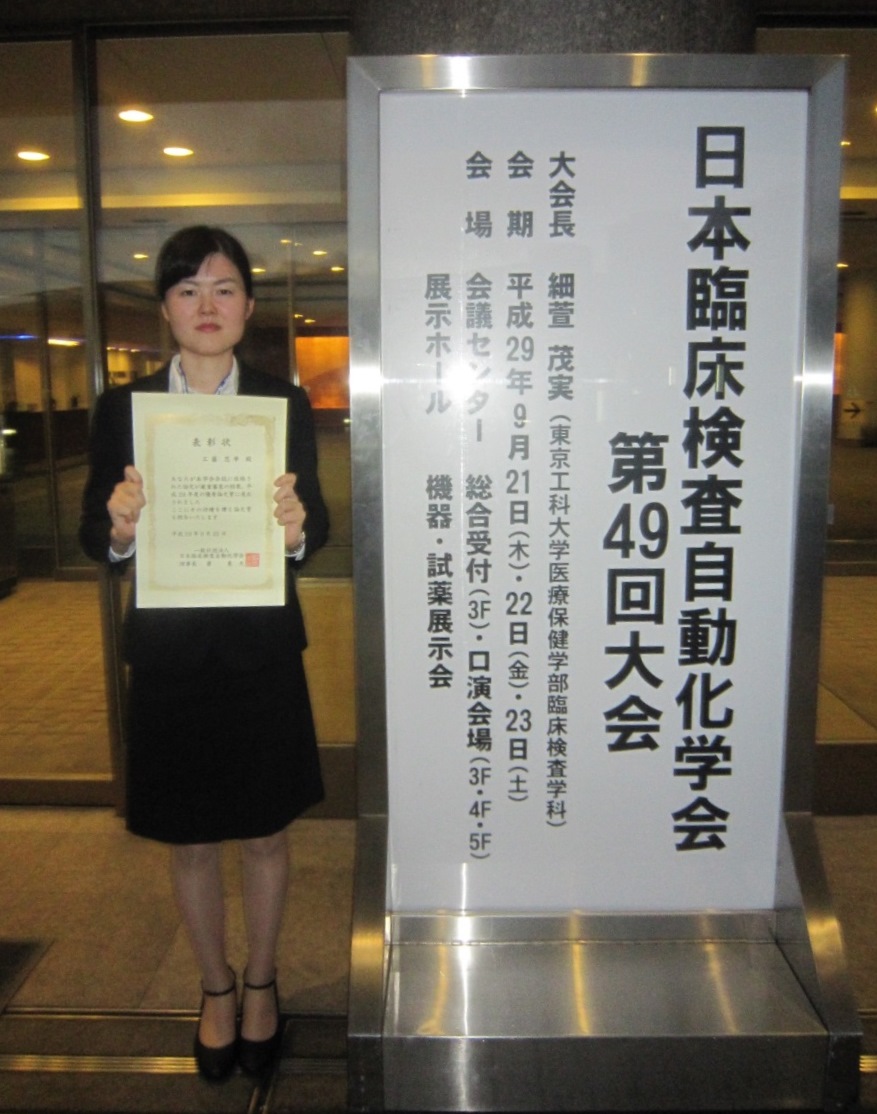 日本臨床検査自動化学会
第49回大会
大会長 細萱 茂実(東京工科大学医療保健学部臨床検査学科)
会 期 平成29年9月21日(木)・22日(金)・23日(土)
会 場 会議センター 総合受付(3F)・口演会場(3F・4F・5F)
展示ホール 機器・試薬展示会
表彰状